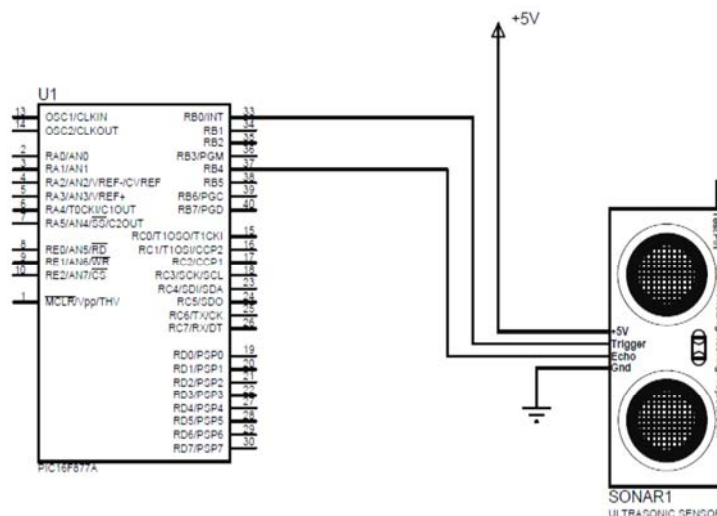 +5V
U1
13 OSC1/CLKIN RB0/INT 33
14 OSC2/CLKOUT RB1 34
RB2 35
2 RA0/AN0 RB3/PGM 36
3 RA1/AN1 RB4 37
4 RA2/AN2/VREF-/CVREF RB5 38
5 RA3/AN3/VREF+ RB6/PGC 39
6 RA4/T0CKI/C1OUT RB7/PGD 40
7 RA5/AN4/SS/C2OUT
RC0/T1OSO/T1CKI 15
8 RE0/AN5/RD RC1/T1OSI/CCP2 16
9 RE1/AN6/WR RC2/CCP1 17
10 RE2/AN7/CS RC3/SCK/SCL 18
RC4/SDI/SDA 23
1 MCLR/Vpp/THV RC5/SDO 24
RC6/TX/CK 25
RC7/RX/DT 26
RD0/PSP0 19
RD1/PSP1 20
RD2/PSP2 21
RD3/PSP3 22
RD4/PSP4 27
RD5/PSP5 28
RD6/PSP6 29
RD7/PSP7 30
PIC16F877A
+5V
Trigger
Echo
Gnd
SONAR1
ULTRASONIC SENSOR